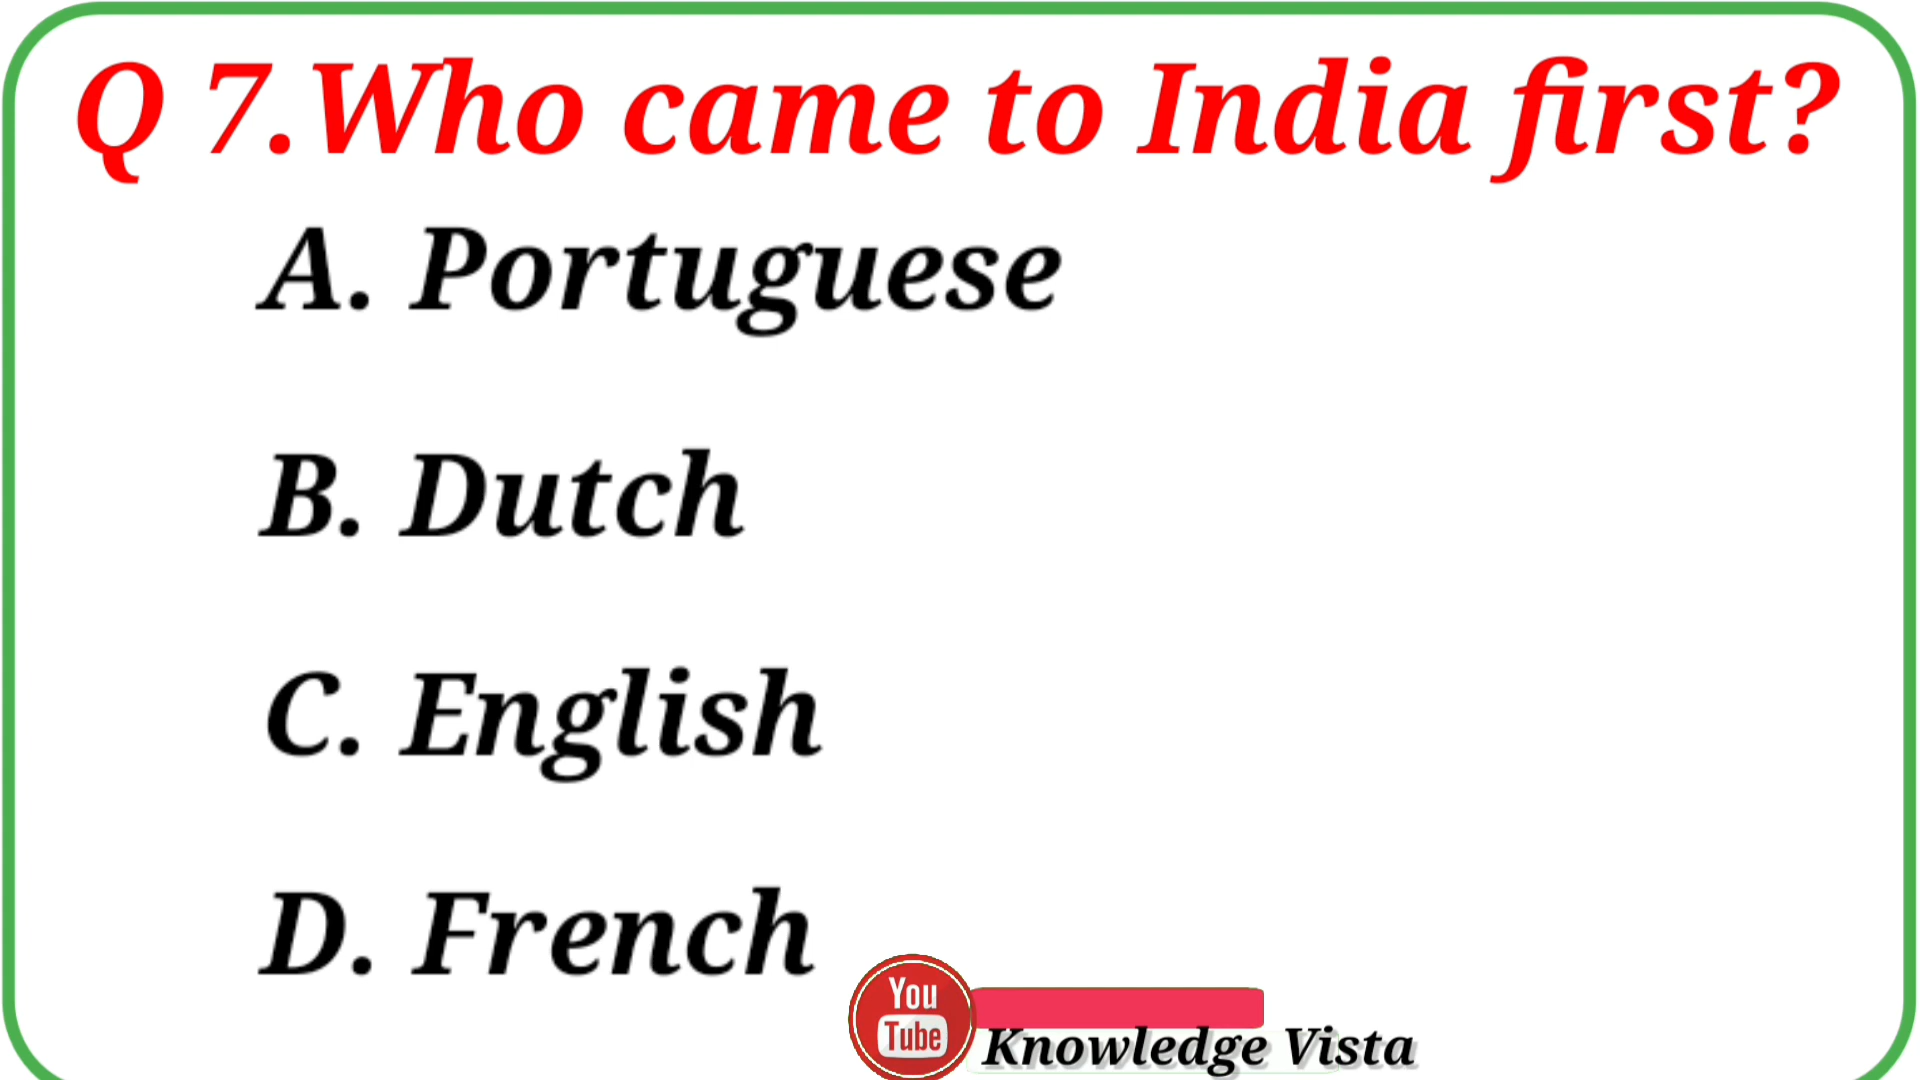 Q 7.Who came to India first?
A. Portuguese
B. Dutch
C. English
D. French
You
Tube
Knowledge Vista